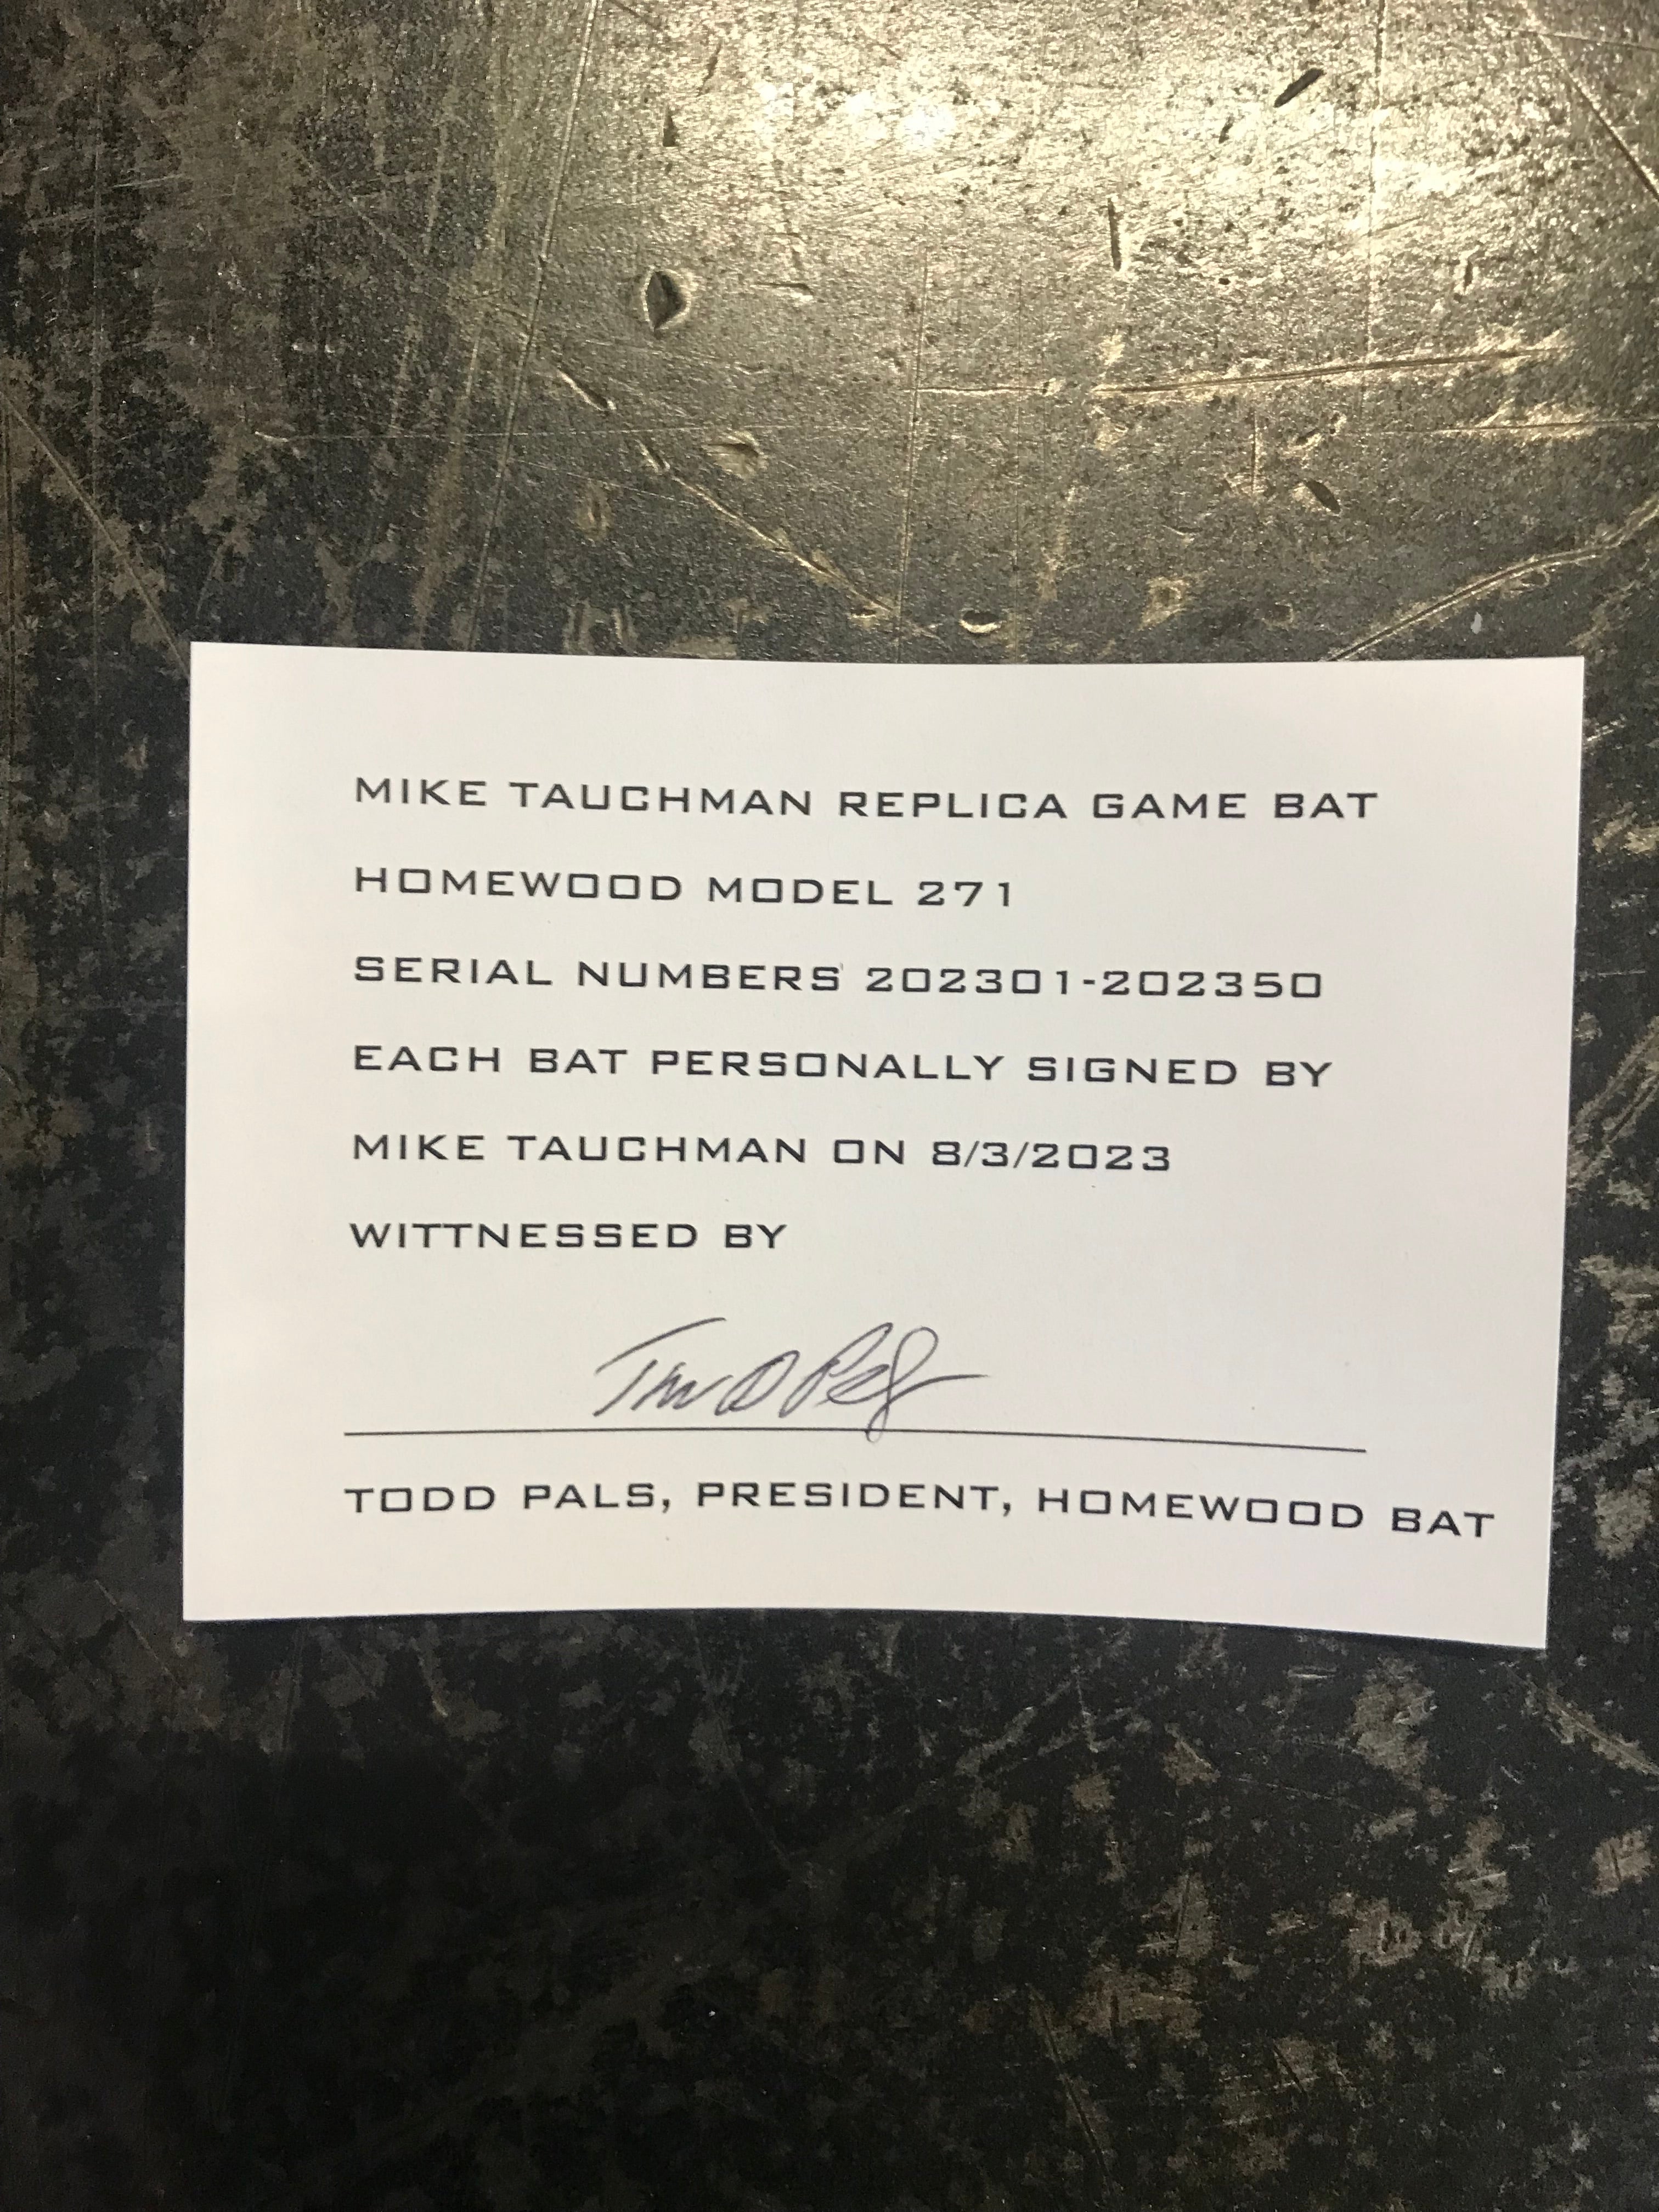 MIKE TAUCHMAN REPLICA GAME BAT
HOMEWOOD MODEL 271
SERIAL NUMBERS 202301-202350
EACH BAT PERSONALLY SIGNED BY
MIKE TAUCHMAN ON 8/3/2023
WITTNESSED BY
TODD PALS, PRESIDENT, HOMEWOOD BAT